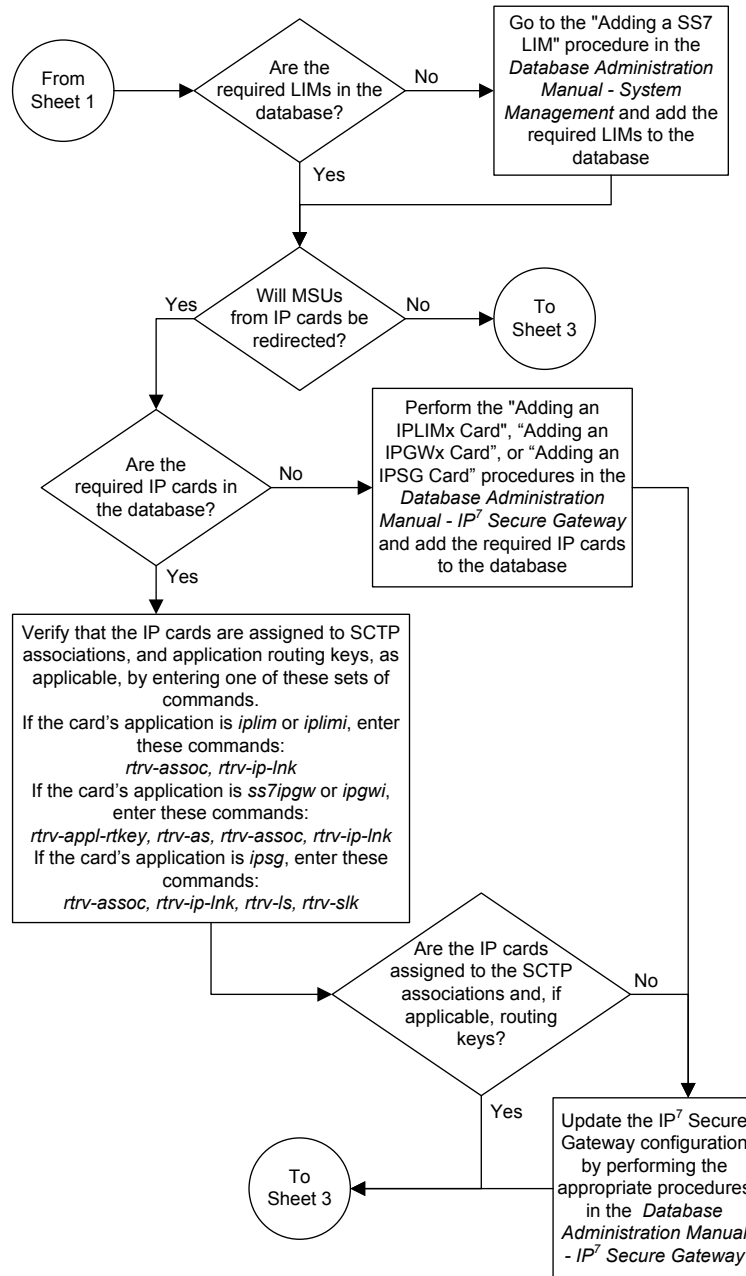 From
Sheet 1
Are the
required LIMs in the
database?
No
Yes
Go to the "Adding a SS7
LIM" procedure in the
Database Administration
Manual - System
Management and add the
required LIMs to the
database
Will MSUs
from IP cards be
redirected?
Yes
No
To
Sheet 3
Are the
required IP cards in
the database?
No
Yes
Perform the "Adding an
IPLIMx Card", “Adding an
IPGWx Card”, or “Adding an
IPSG Card” procedures in the
Database Administration
Manual - IP⁷ Secure Gateway
and add the required IP cards
to the database
Verify that the IP cards are assigned to SCTP
associations, and application routing keys, as
applicable, by entering one of these sets of
commands.
If the card’s application is iplim or iplimi, enter
these commands:
rtrv-assoc, rtrv-ip-lnk
If the card’s application is ss7ipgw or ipgwi,
enter these commands:
rtrv-appl-rtkey, rtrv-as, rtrv-assoc, rtrv-ip-lnk
If the card’s application is ipsg, enter these
commands:
rtrv-assoc, rtrv-ip-lnk, rtrv-ls, rtrv-slk
Are the IP cards
assigned to the SCTP
associations and, if
applicable, routing
keys?
No
Yes
To
Sheet 3
Update the IP⁷ Secure
Gateway configuration
by performing the
appropriate procedures
in the Database
Administration Manual
- IP⁷ Secure Gateway